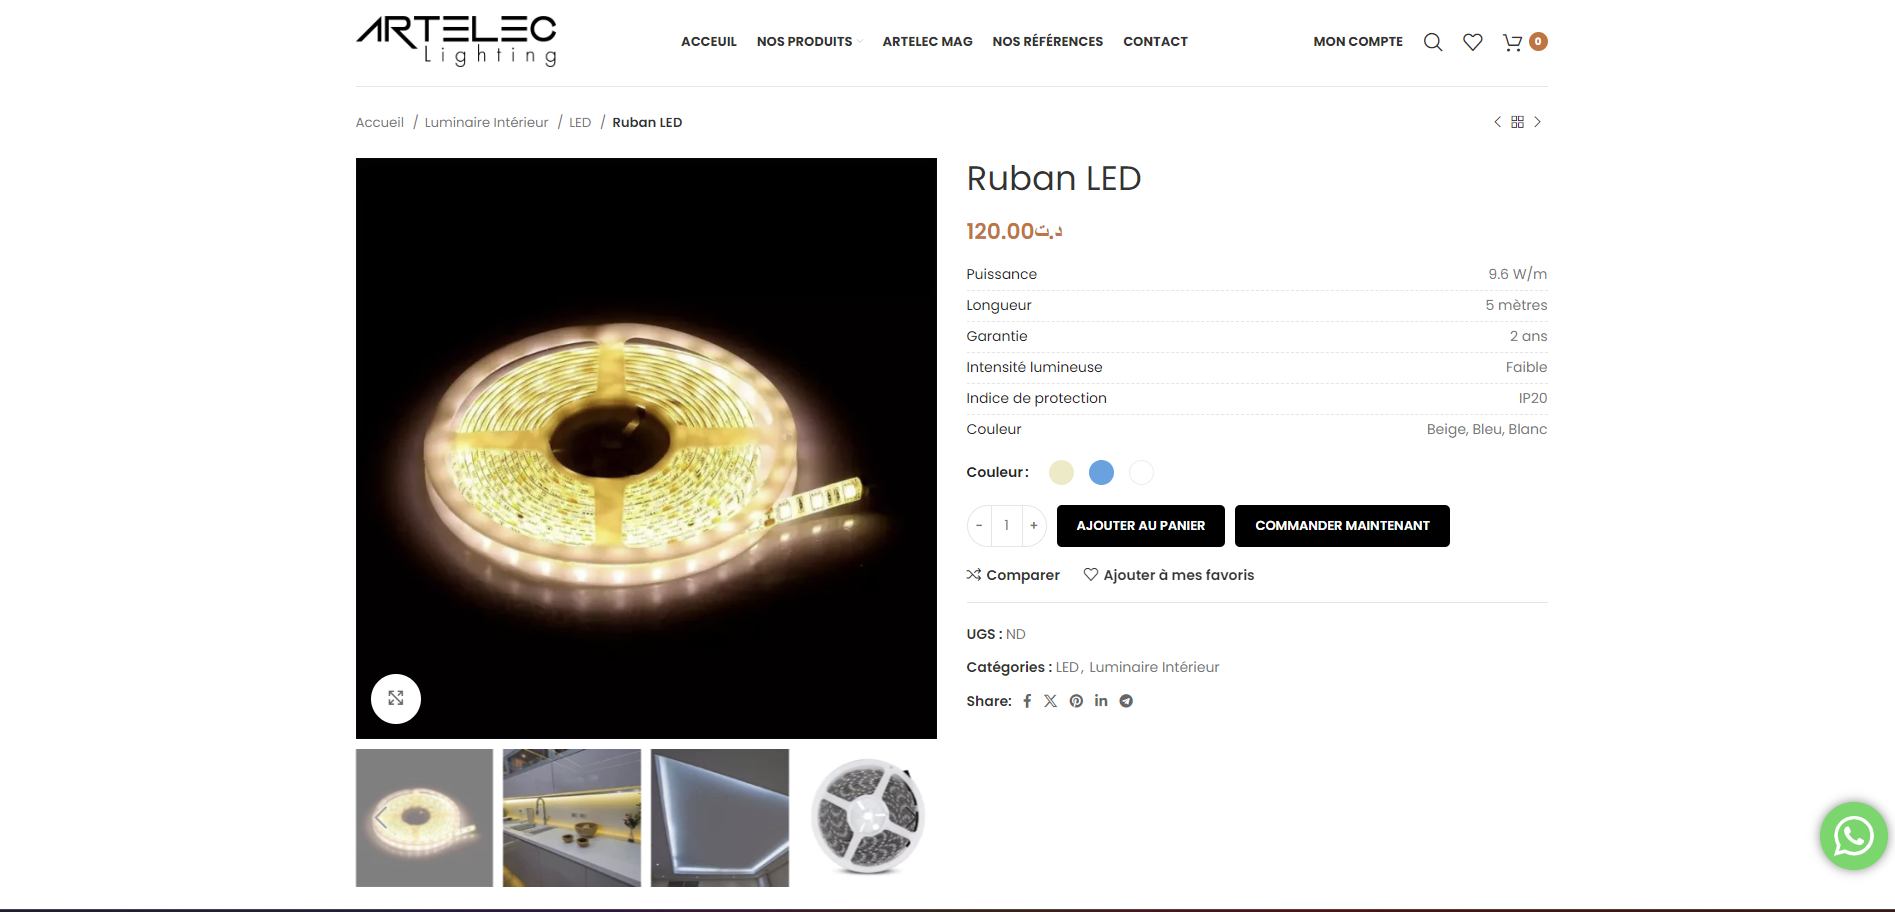 ARTELEC
Lighting
ACCEUIL NOS PRODUITS ARTELEC MAG NOS RÉFÉRENCES CONTACT MON COMPTE 0
Accueil / Luminaire Intérieur / LED / Ruban LED
Ruban LED
120.00د.ت
Puissance 9.6 W/m
Longueur 5 mètres
Garantie 2 ans
Intensité lumineuse Faible
Indice de protection IP20
Couleur Beige, Bleu, Blanc
Couleur :
- 1 + AJOUTER AU PANIER COMMANDER MAINTENANT
Comparer Ajouter à mes favoris
UGS : ND
Catégories : LED, Luminaire Intérieur
Share: